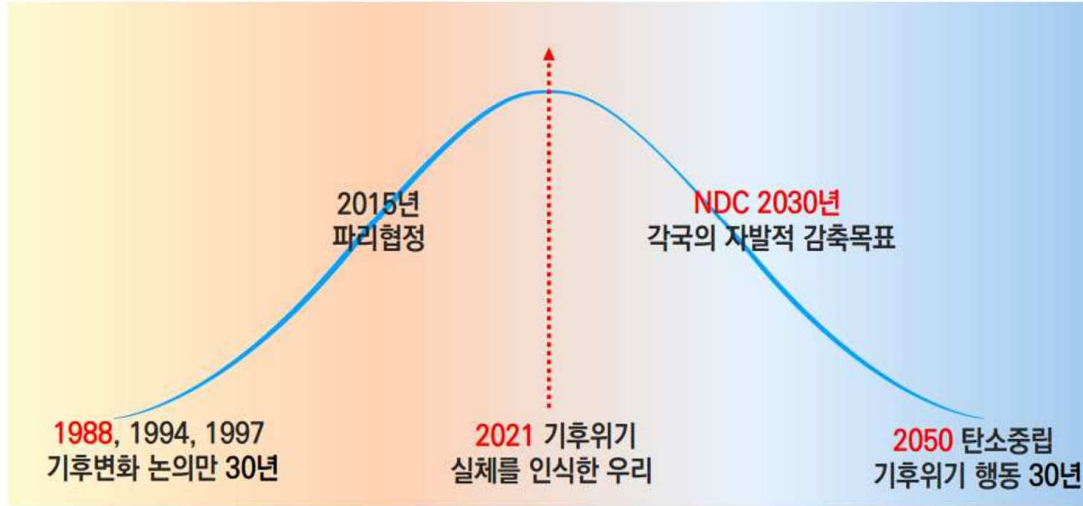 2015년
파리협정
NDC 2030년
각국의 자발적 감축목표
1988, 1994, 1997
기후변화 논의만 30년
2021 기후위기
실체를 인식한 우리
2050 탄소중립
기후위기 행동 30년